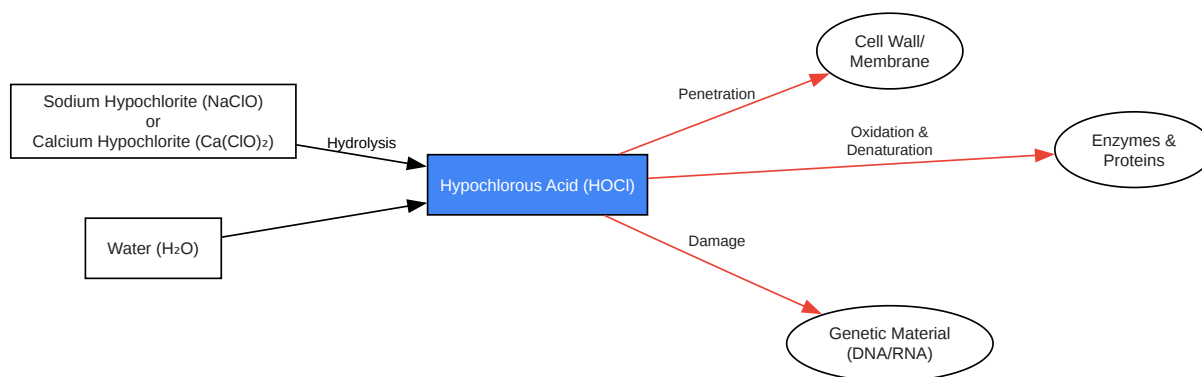 Sodium Hypochlorite (NaClO)
or
Calcium Hypochlorite (Ca(ClO)₂)
Hydrolysis
Water (H₂O)
Hypochlorous Acid (HOCl)
Penetration
Cell Wall/
Membrane
Oxidation &
Denaturation
Enzymes &
Proteins
Damage
Genetic Material
(DNA/RNA)